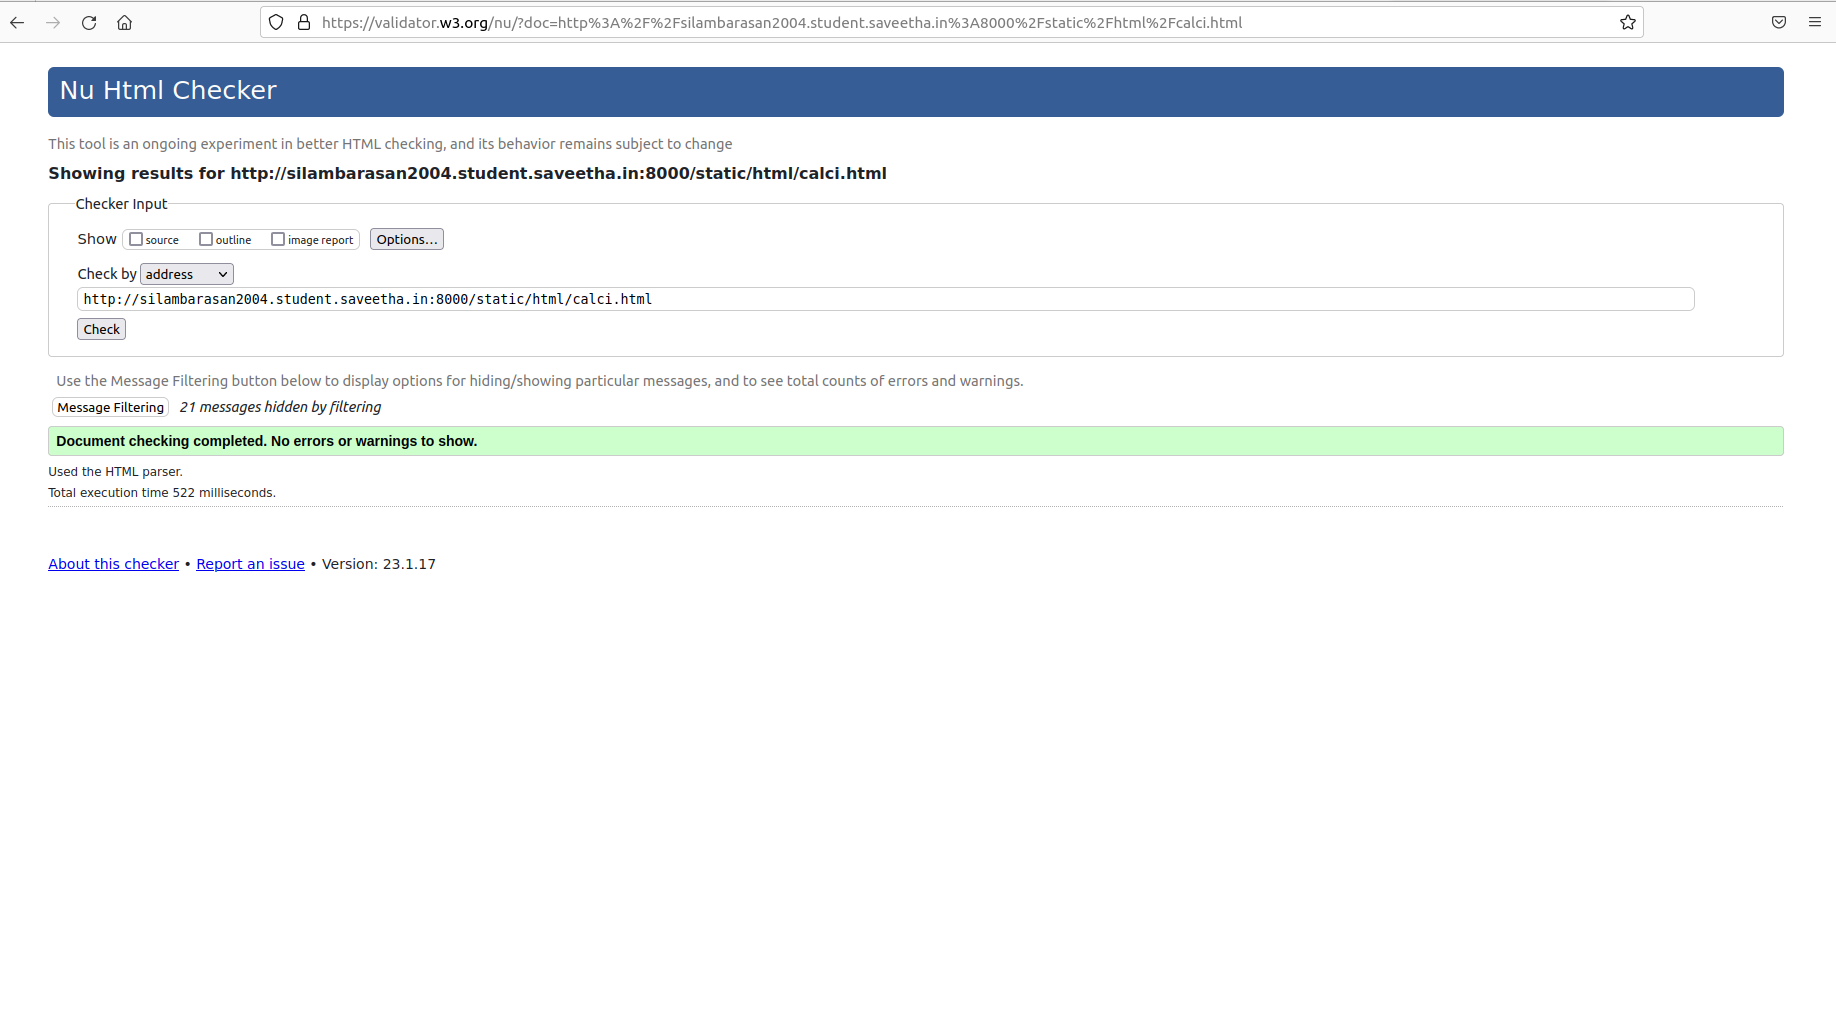 https://validator.w3.org/nu/?doc=http%3A%2F%2Fsilambarasan2004.student.saveetha.in%3A8000%2Fstatic%2Fhtml%2Fcalci.html
Nu Html Checker
This tool is an ongoing experiment in better HTML checking, and its behavior remains subject to change
Showing results for http://silambarasan2004.student.saveetha.in:8000/static/html/calci.html
Checker Input
Show source outline image report Options...
Check by address
http://silambarasan2004.student.saveetha.in:8000/static/html/calci.html
Check
Use the Message Filtering button below to display options for hiding/showing particular messages, and to see total counts of errors and warnings.
Message Filtering 21 messages hidden by filtering
Document checking completed. No errors or warnings to show.
Used the HTML parser.
Total execution time 522 milliseconds.
About this checker • Report an issue • Version: 23.1.17